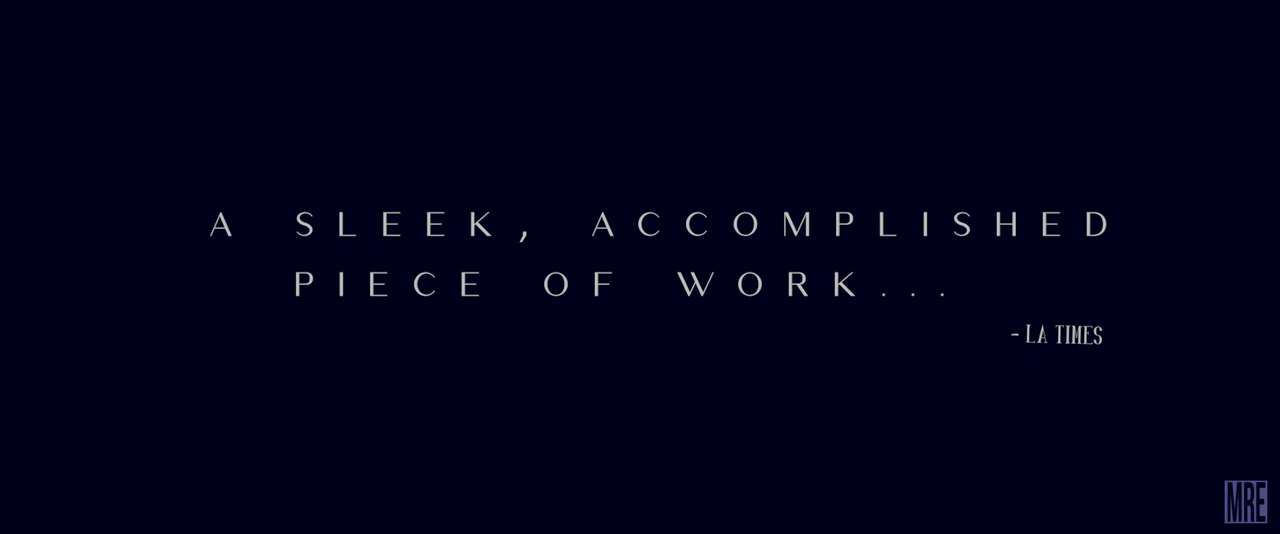 A SLEEK, ACCOMPLISHED
PIECE OF WORK...
- LA TIMES
MRE